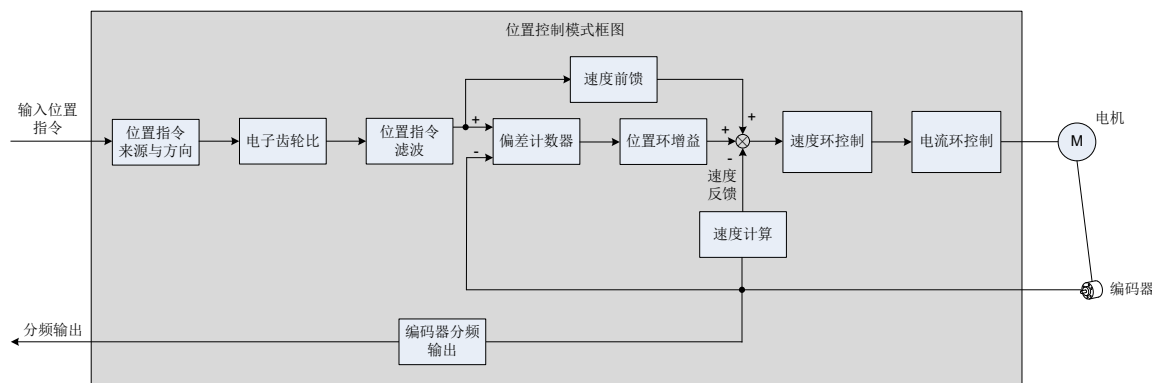 位置控制模式框图
速度前馈
输入位置
指令
电机
位置指令
来源与方向
电子齿轮比
位置指令
滤波
+
-
偏差计数器
位置环增益
+
+
-
速度环控制
电流环控制
M
速度
反馈
速度计算
编码器
分频输出
编码器分频
输出